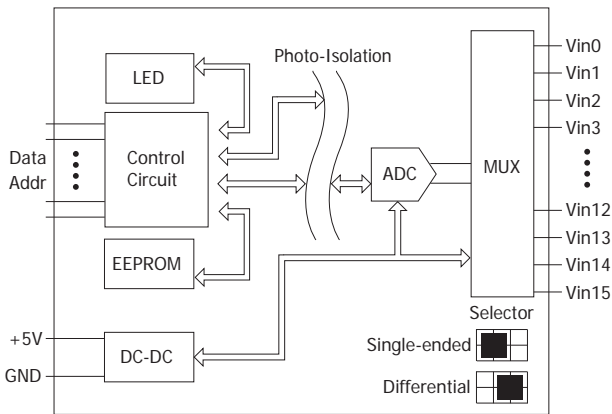 LED
Photo-Isolation
Control
Circuit
Data
Addr
EEPROM
DC-DC
+5V
GND
ADC
MUX
Vin0
Vin1
Vin2
Vin3
Vin12
Vin13
Vin14
Vin15
Selector
Single-ended
Differential